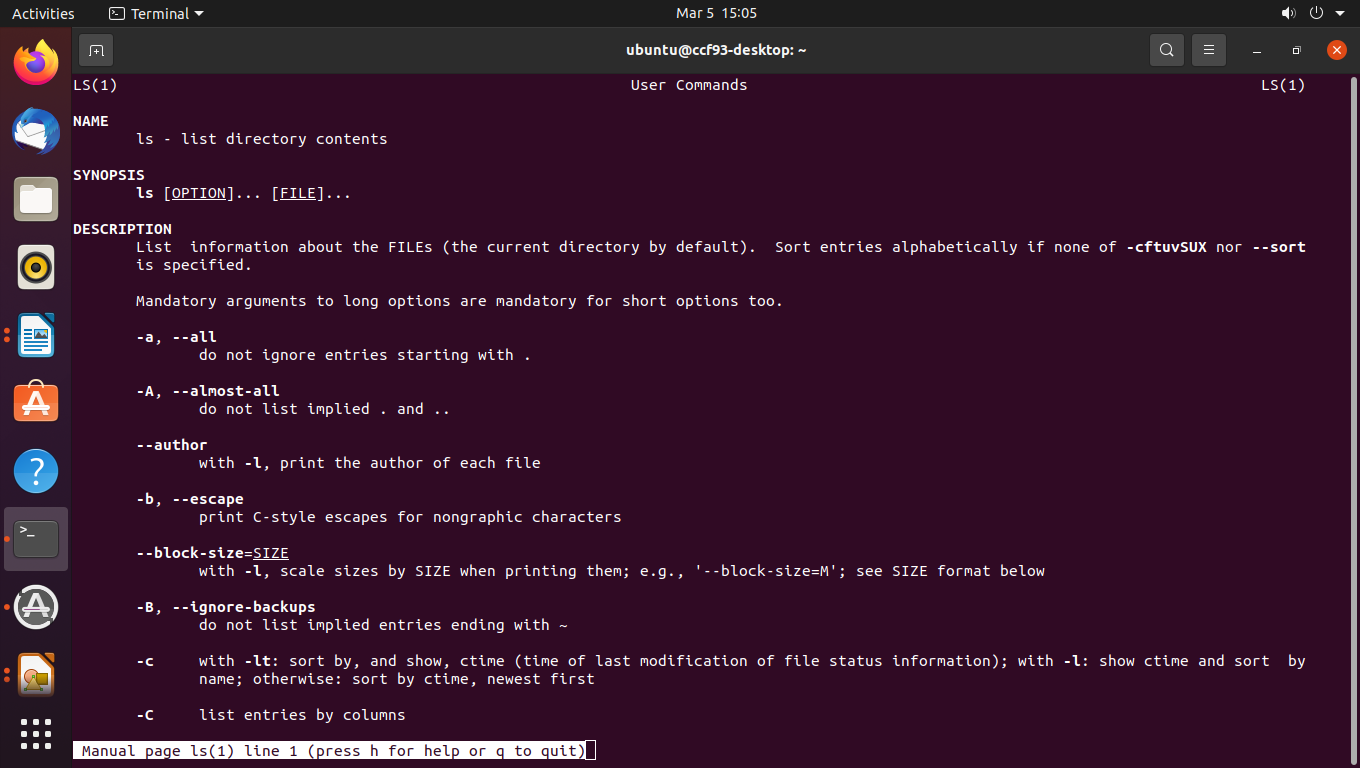 Activities Terminal Mar 5 15:05
ubuntu@ccf93-desktop: ~
LS(1) User Commands LS(1)
NAME
ls - list directory contents
SYNOPSIS
ls [OPTION]... [FILE]...
DESCRIPTION
List information about the FILEs (the current directory by default). Sort entries alphabetically if none of -cftuvSUX nor --sort
is specified.
Mandatory arguments to long options are mandatory for short options too.
-a, --all
do not ignore entries starting with .
-A, --almost-all
do not list implied . and ..
--author
with -l, print the author of each file
-b, --escape
print C-style escapes for nongraphic characters
--block-size=SIZE
with -l, scale sizes by SIZE when printing them; e.g., '--block-size=M'; see SIZE format below
-B, --ignore-backups
do not list implied entries ending with ~
-c with -lt: sort by, and show, ctime (time of last modification of file status information); with -l: show ctime and sort by
name; otherwise: sort by ctime, newest first
-C list entries by columns
Manual page ls(1) line 1 (press h for help or q to quit)